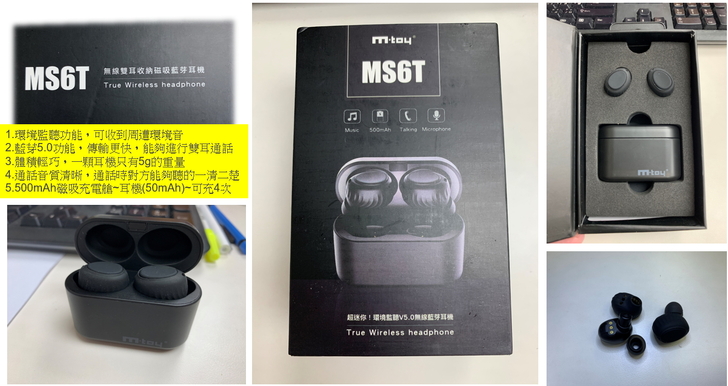 MS6T
無線雙耳收納磁吸藍芽耳機
True Wireless headphone
1.環境監聽功能，可收到周遭環境音
2.藍芽5.0功能，傳輸更快，能夠進行雙耳通話
3.體積輕巧，一顆耳機只有5g的重量
4.通話音質清晰，通話時對方能夠聽的一清二楚
5.500mAh磁吸充電艙~耳機(50mAh)~可充4次
m·toy
m·toy
MS6T
Music 500mAh Talking Microphone
超迷你！環境監聽V5.0無線藍芽耳機
True Wireless headphone
m·toy